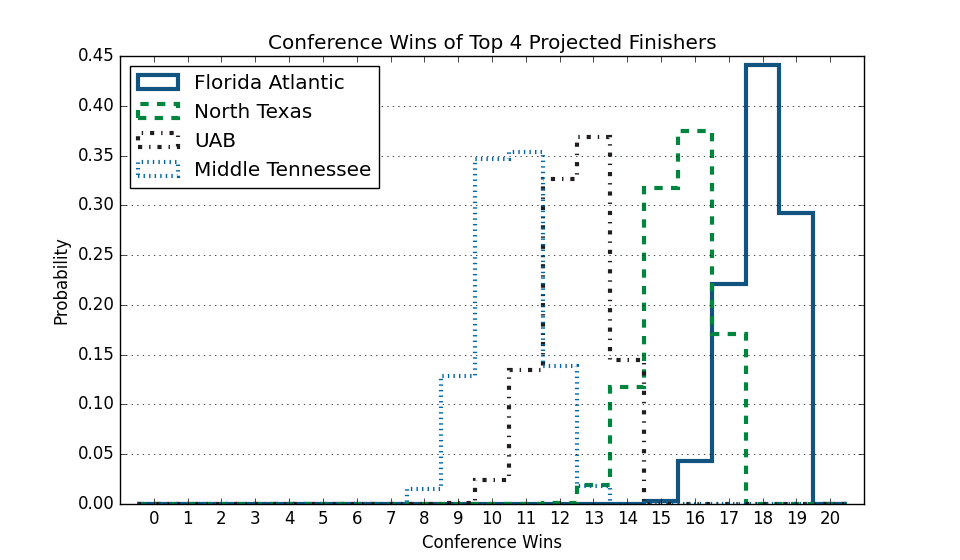 Conference Wins of Top 4 Projected Finishers
0.45
0.40
0.35
0.30
0.25
0.20
0.15
0.10
0.05
0.00
Probability
Florida Atlantic
North Texas
UAB
Middle Tennessee
0 1 2 3 4 5 6 7 8 9 10 11 12 13 14 15 16 17 18 19 20
Conference Wins